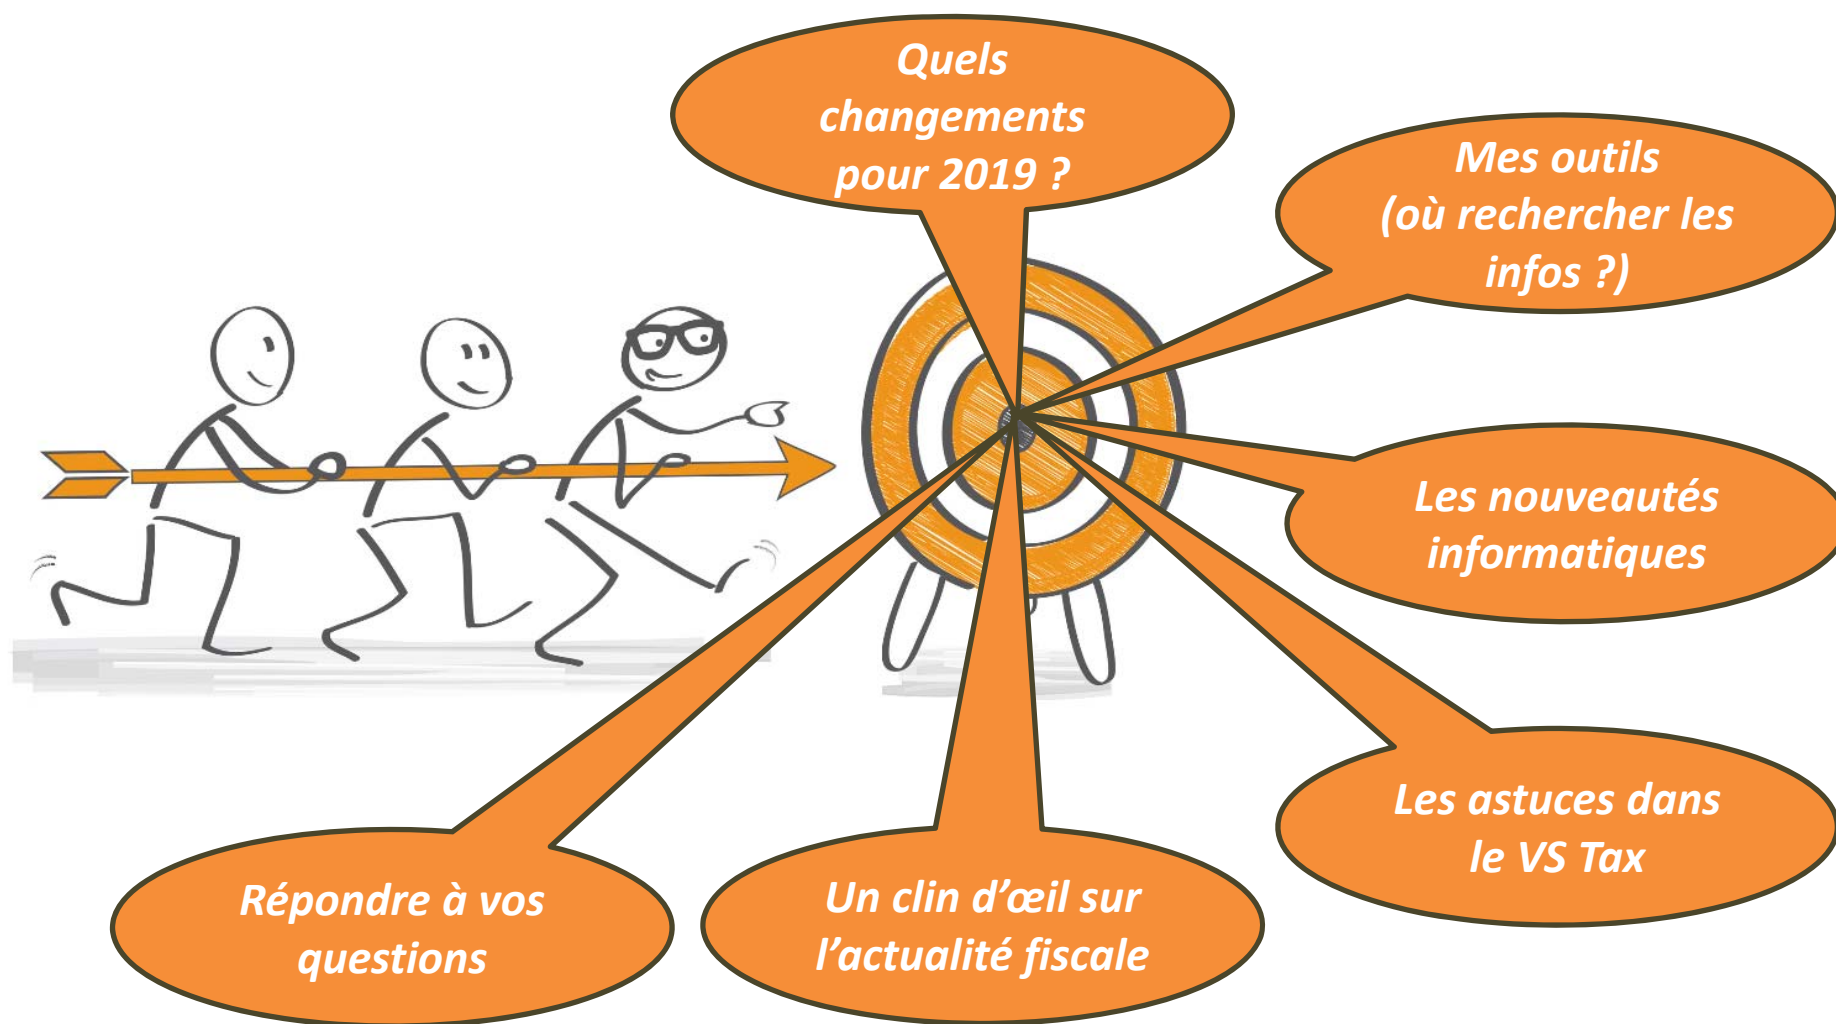 Quels
changements
pour 2019 ?
Mes outils
(où rechercher les
infos ?)
Les nouveautés
informatiques
Les astuces dans
le VS Tax
Un clin d’œil sur
l’actualité fiscale
Répondre à vos
questions